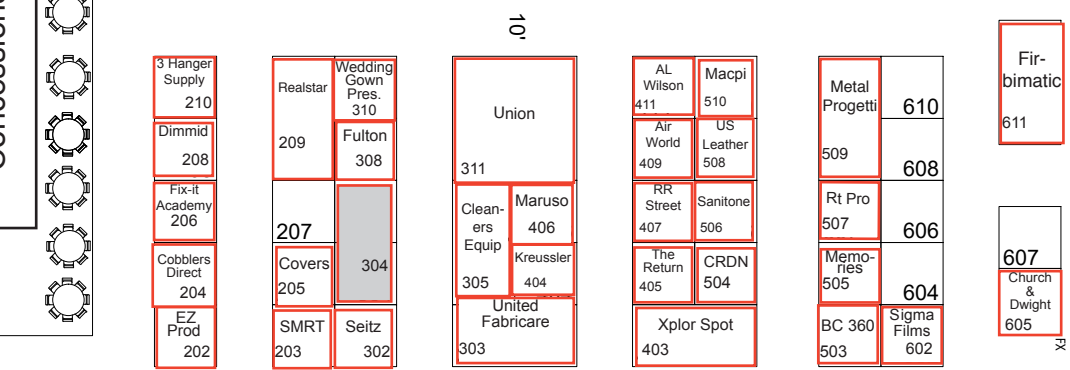 Concessions
10'
3 Hanger
Supply
210
Dimmid
208
Fix-it
Academy
206
Cobblers
Direct
204
EZ
Prod
202
Realstar
209
Wedding
Gown
Pres.
310
Fulton
308
207
304
Covers
205
SMRT
203
Seitz
302
Union
311
Clean-
ers
Equip
305
Maruso
406
Kreussler
404
United
Fabricare
303
AL
Wilson
411
Macpi
510
Air
World
409
US
Leather
508
RR
Street
407
Sanitone
506
The
Return
405
CRDN
504
Xplor Spot
403
Metal
Progetti
509
610
608
Rt Pro
507
606
Memo-
ries
505
604
BC 360
503
Sigma
Films
602
Fir-
bimatic
611
607
Church
&
Dwight
605
FX